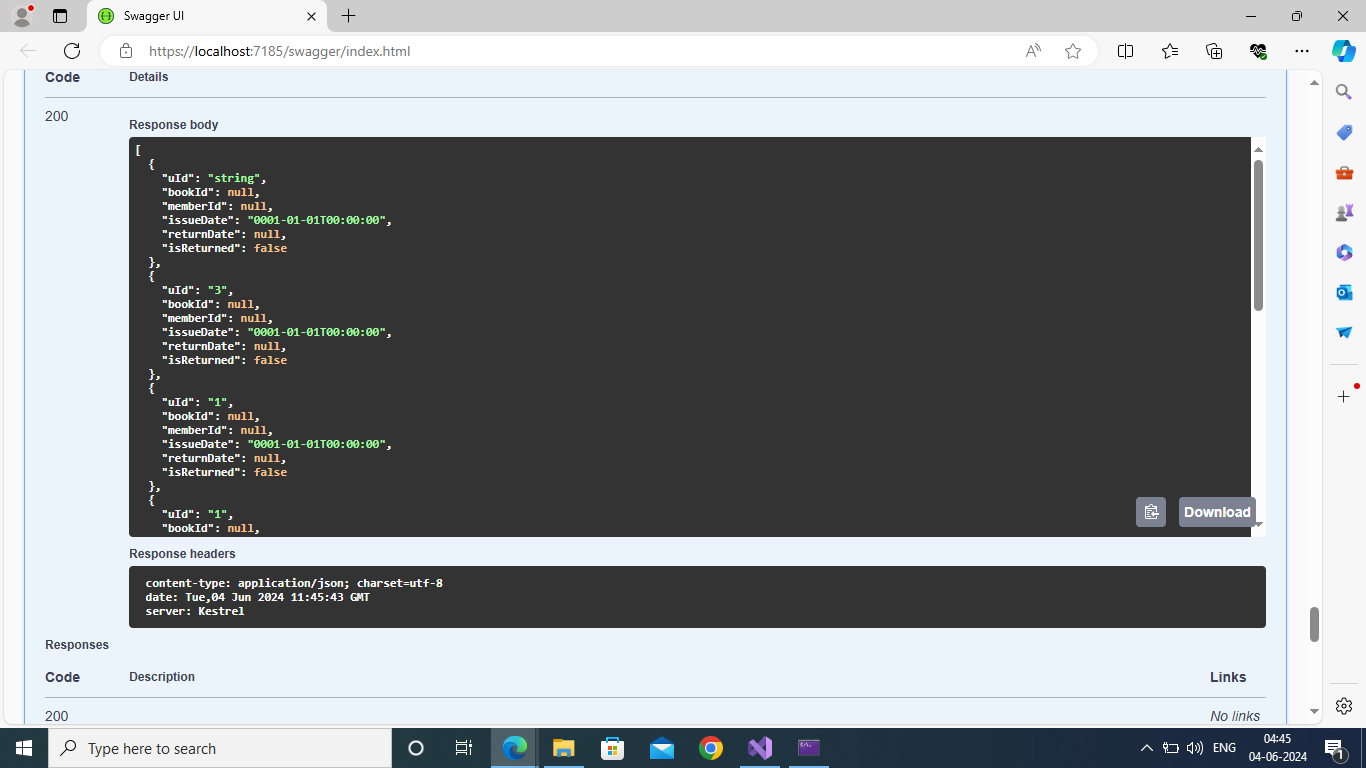 Swagger UI
https://localhost:7185/swagger/index.html
Code Details
200
Response body
[
{
"uId": "string",
"bookId": null,
"memberId": null,
"issueDate": "0001-01-01T00:00:00",
"returnDate": null,
"isReturned": false
},
{
"uId": "3",
"bookId": null,
"memberId": null,
"issueDate": "0001-01-01T00:00:00",
"returnDate": null,
"isReturned": false
},
{
"uId": "1",
"bookId": null,
"memberId": null,
"issueDate": "0001-01-01T00:00:00",
"returnDate": null,
"isReturned": false
},
{
"uId": "1",
"bookId": null,
Download
Response headers
content-type: application/json; charset=utf-8
date: Tue,04 Jun 2024 11:45:43 GMT
server: Kestrel
Responses
Code Description Links
200 No links
Type here to search
ENG
04:45
04-06-2024
1